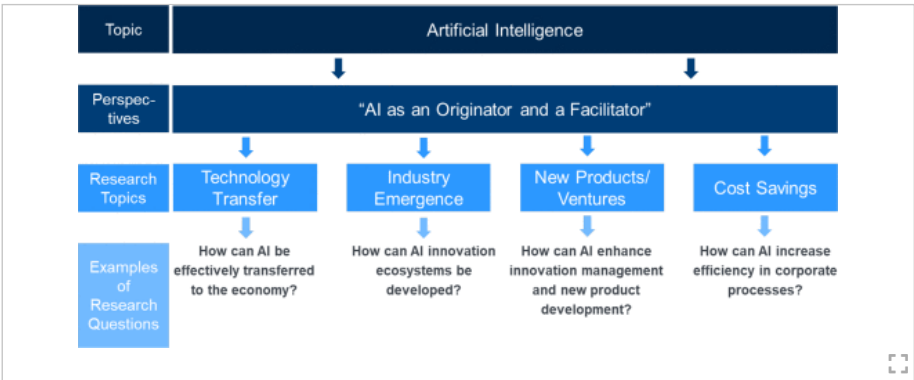 Topic
Artificial Intelligence
Perspec-
tives
“AI as an Originator and a Facilitator”
Research
Topics
Technology
Transfer
Industry
Emergence
New Products/
Ventures
Cost Savings
Examples
of
Research
Questions
How can AI be
effectively transferred
to the economy?
How can AI innovation
ecosystems be
developed?
How can AI enhance
innovation management
and new product
development?
How can AI increase
efficiency in corporate
processes?